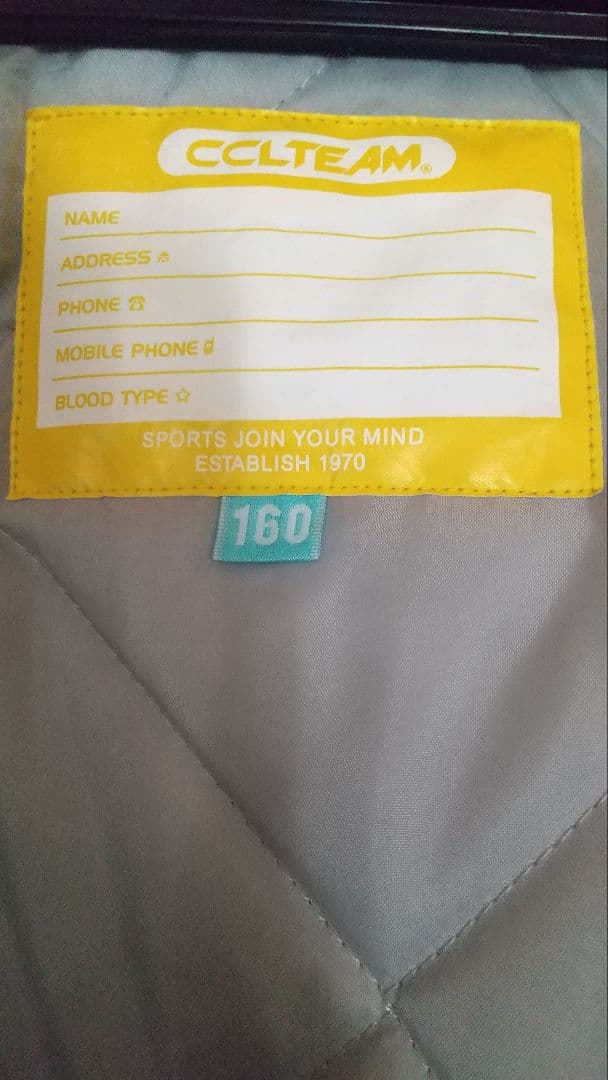 CCLTEAM®
NAME
ADDRESS
PHONE
MOBILE PHONE
BLOOD TYPE
SPORTS JOIN YOUR MIND
ESTABLISH 1970
160